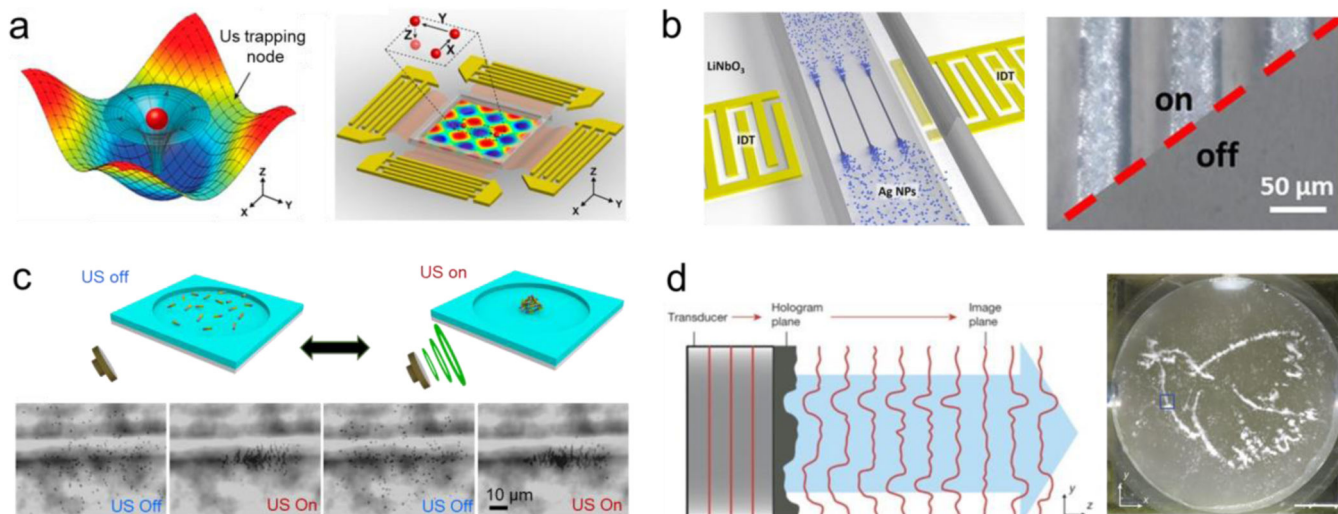 a
Us trapping
node
Z
X
Y
Y
Z
X
Z
X
Y
b
LiNbO₃
IDT
IDT
Ag NPs
on
off
50 µm
c
US off
US on
US Off
US On
US Off
10 µm
US On
d
Transducer
Hologram
plane
Image
plane
y
z
y
x